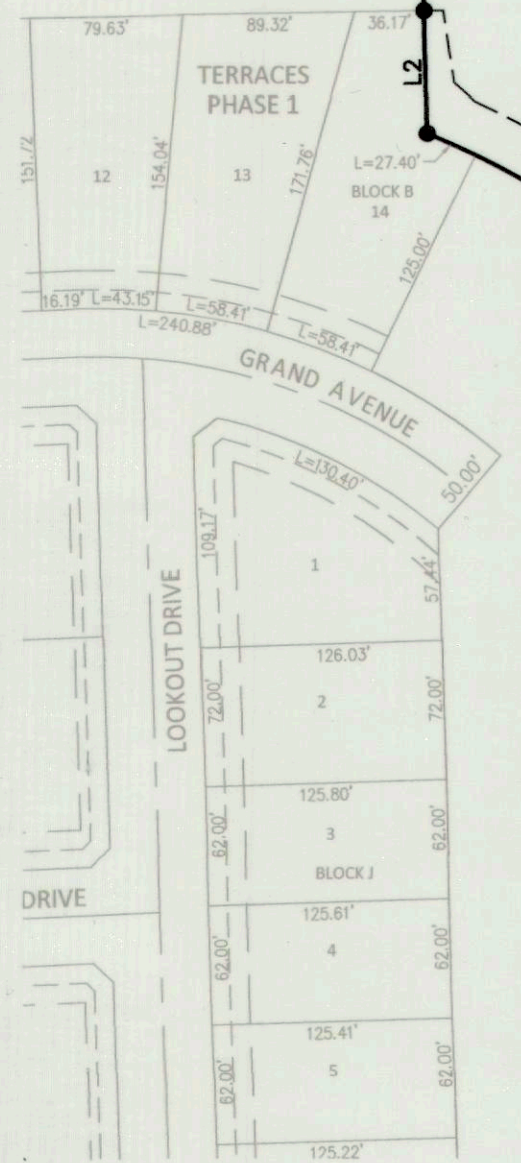 79.63'
89.32'
36.17'
L2
TERRACES
PHASE 1
151.72
12
154.04'
13
171.76'
L=27.40'
BLOCK B
14
125.00'
16.19'
L=43.15'
L=58.41'
L=58.41'
L=240.88'
GRAND AVENUE
50.00'
L=130.40'
109.17'
1
57.44'
LOOKOUT DRIVE
126.03'
72.00'
2
72.00'
125.80'
62.00'
3
62.00'
BLOCK J
DRIVE
125.61'
62.00'
4
62.00'
125.41'
62.00'
5
62.00'
125.22'